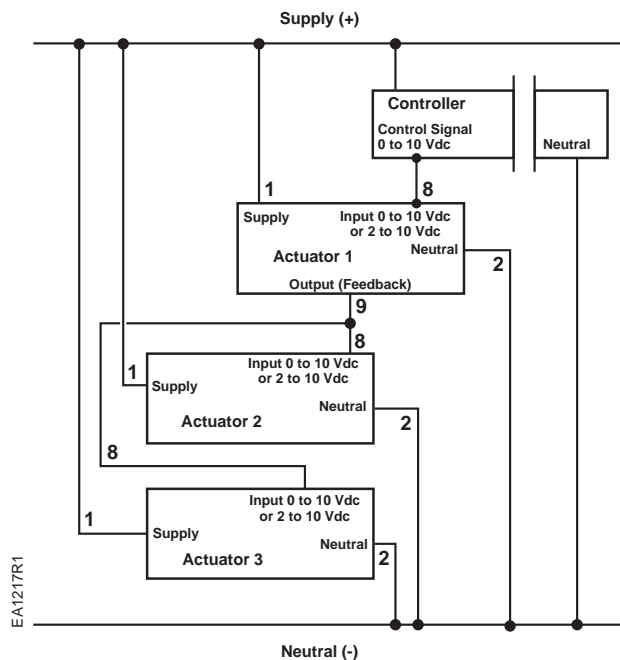 Supply (+)
Controller
Control Signal
0 to 10 Vdc
Neutral
1
8
Supply
Input 0 to 10 Vdc
or 2 to 10 Vdc
Neutral
2
Actuator 1
Output (Feedback)
9
8
Input 0 to 10 Vdc
or 2 to 10 Vdc
1
Supply
Neutral
2
Actuator 2
8
Input 0 to 10 Vdc
or 2 to 10 Vdc
1
Supply
Neutral
2
Actuator 3
EA1217R1
Neutral (-)